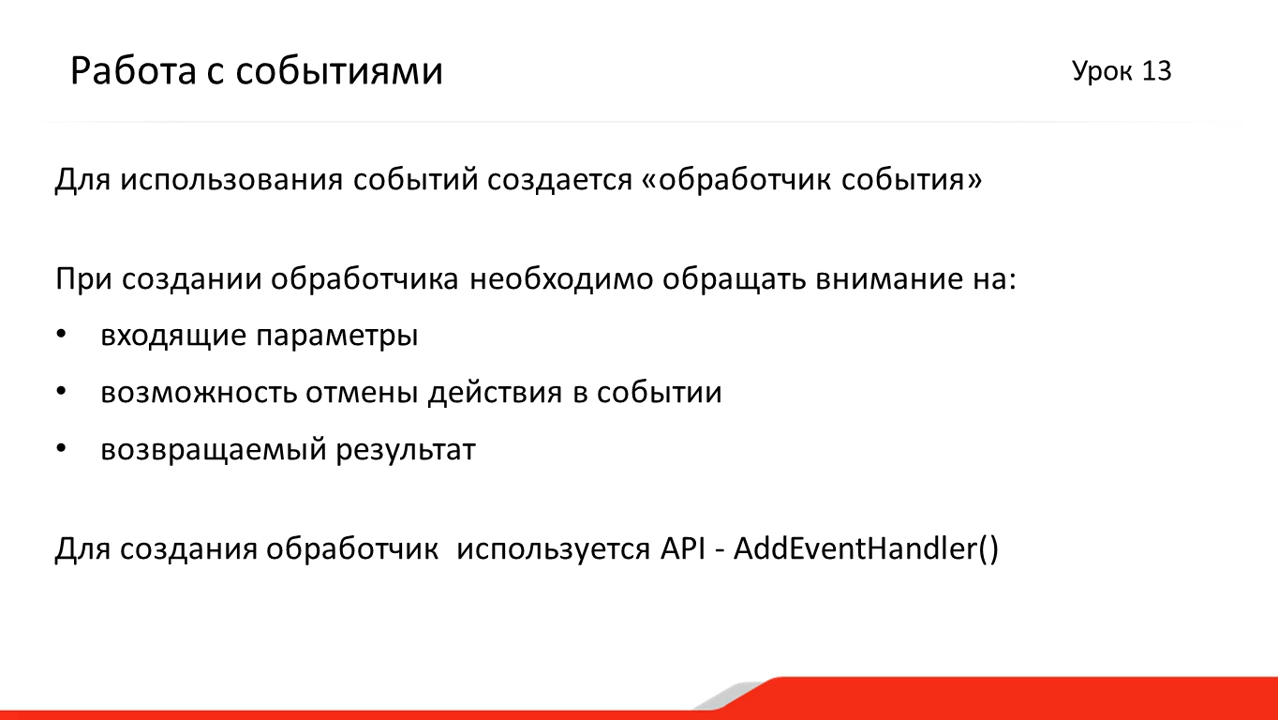 Работа с событиями
Урок 13
Для использования событий создается «обработчик события»
При создании обработчика необходимо обращать внимание на:
• входящие параметры
• возможность отмены действия в событии
• возвращаемый результат
Для создания обработчик  используется API - AddEventHandler()